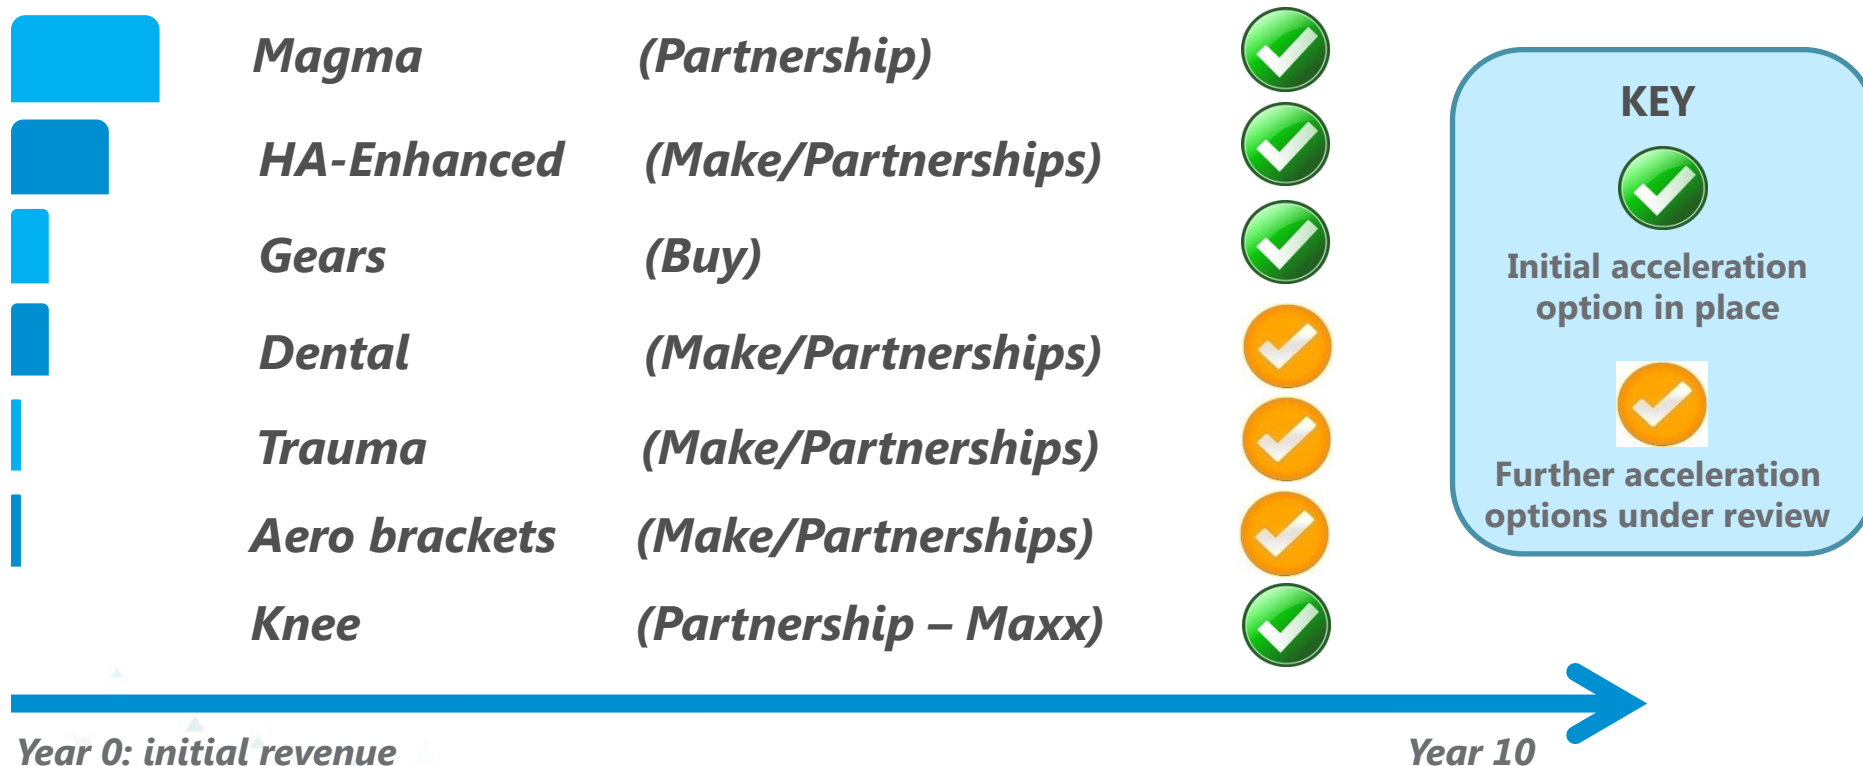 Magma (Partnership)
HA-Enhanced (Make/Partnerships)
Gears (Buy)
Dental (Make/Partnerships)
Trauma (Make/Partnerships)
Aero brackets (Make/Partnerships)
Knee (Partnership – Maxx)
Year 0: initial revenue
Year 10
KEY
Initial acceleration
option in place
Further acceleration
options under review